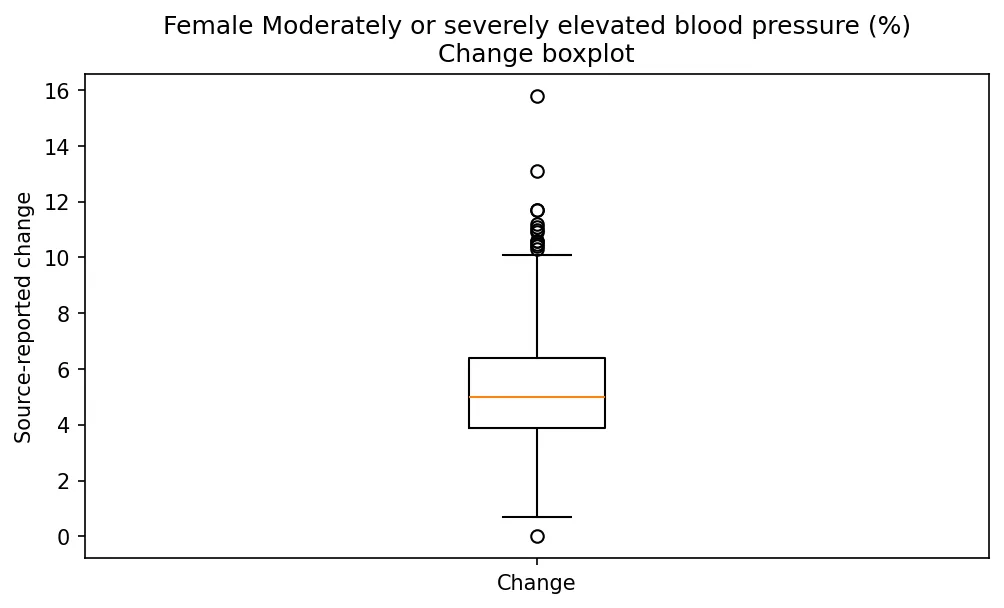 Female Moderately or severely elevated blood pressure (%)
Change boxplot
Source-reported change
16
14
12
10
8
6
4
2
0
Change